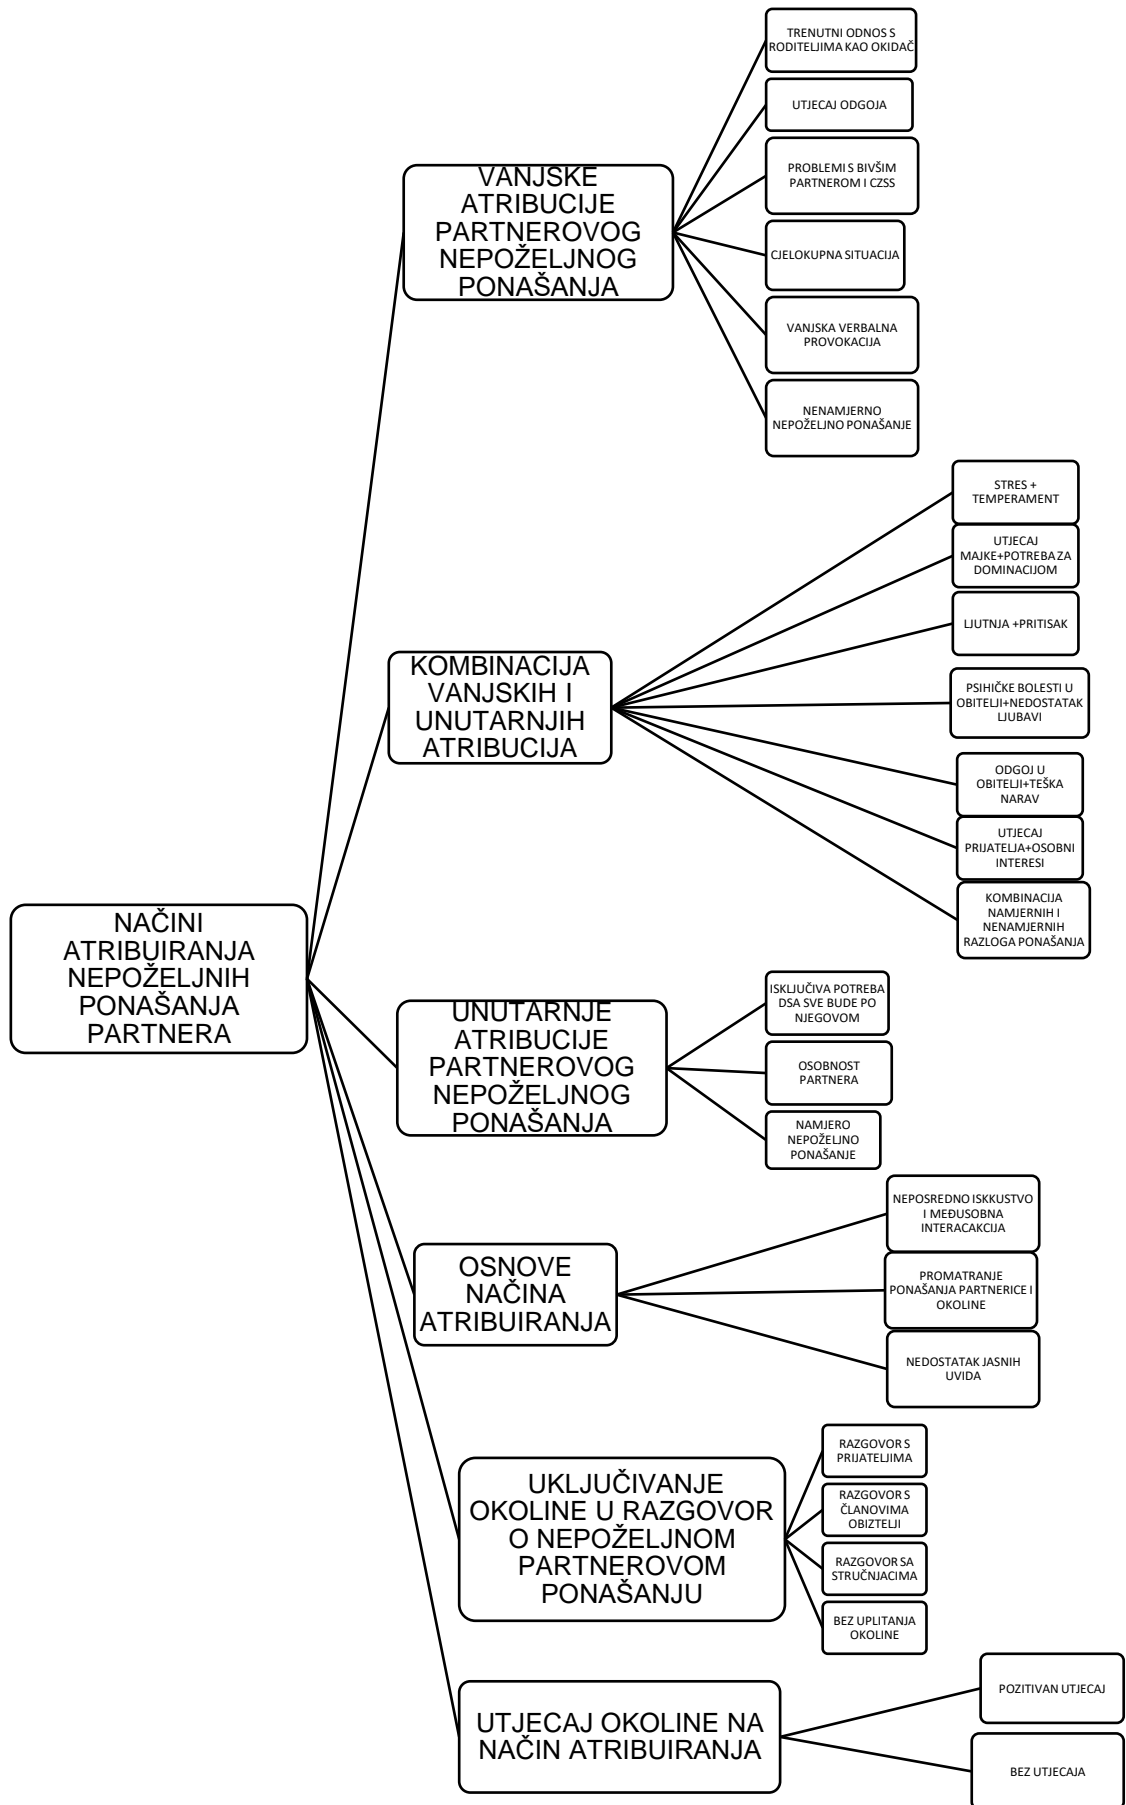 NAČINI
ATRIBUIRANJA
NEPOŽELJNIH
PONAŠANJA
PARTNERA
VANJSKE
ATRIBUCIJE
PARTNEROVOG
NEPOŽELJNOG
PONAŠANJA
TRENUTNI ODNOS S
RODITELJIMA KAO OKIDAČ
UTJECAJ ODGOJA
PROBLEMI S BIVŠIM
PARTNEROM I CZSS
CJELOKUPNA SITUACIJA
VANJSKA VERBALNA
PROVOKACIJA
NENAMJERNO
NEPOŽELJNO PONAŠANJE
KOMBINACIJA
VANJSKIH I
UNUTARNJIH
ATRIBUCIJA
STRES +
TEMPERAMENT
UTJECAJ
MAJKE+POTREBA ZA
DOMINACIJOM
LJUTNJA +PRITISAK
PSIHIČKE BOLESTI U
OBITELJI+NEDOSTATAK
LJUBAVI
ODGOJ U
OBITELJI+TEŠKA
NARAV
UTJECAJ
PRIJATELJA+OSOBNI
INTERESI
KOMBINACIJA
NAMJERNIH I
NENAMJERNIH
RAZLOGA PONAŠANJA
UNUTARNJE
ATRIBUCIJE
PARTNEROVOG
NEPOŽELJNOG
PONAŠANJA
ISKLJUČIVA POTREBA
DSA SVE BUDE PO
NJEGOVOM
OSOBNOST
PARTNERA
NAMJERO
NEPOŽELJNO
PONAŠANJE
OSNOVE
NAČINA
ATRIBUIRANJA
NEPOSREDNO ISKKUSTVO
I MEĐUSOBNA
INTERACAKCIJA
PROMATRANJE
PONAŠANJA PARTNERICE I
OKOLINE
NEDOSTATAK JASNIH
UVIDA
UKLJUČIVANJE
OKOLINE U RAZGOVOR
O NEPOŽELJNOM
PARTNEROVOM
PONAŠANJU
RAZGOVOR S
PRIJATELJIMA
RAZGOVOR S
ČLANOVIMA
OBIZTELJI
RAZGOVOR SA
STRUČNJACIMA
BEZ UPLITANJA
OKOLINE
UTJECAJ OKOLINE NA
NAČIN ATRIBUIRANJA
POZITIVAN UTJECAJ
BEZ UTJECAJA